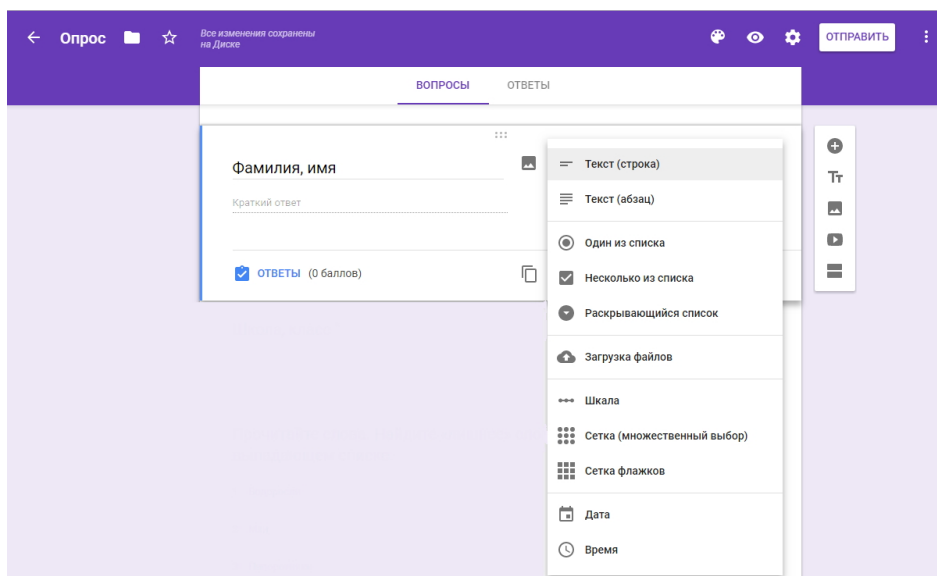 Опрос
Все изменения сохранены
на Диске
ОТПРАВИТЬ
ВОПРОСЫ
ОТВЕТЫ
Фамилия, имя
Краткий ответ
ОТВЕТЫ (0 баллов)
Текст (строка)
Текст (абзац)
Один из списка
Несколько из списка
Раскрывающийся список
Загрузка файлов
Шкала
Сетка (множественный выбор)
Сетка флажков
Дата
Время
Тт